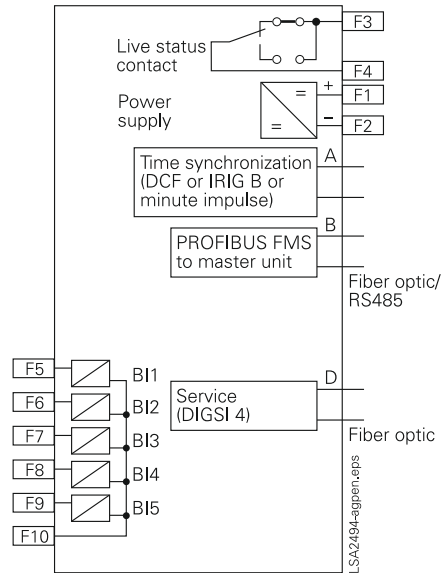 F3
Live status
contact
F4
Power
supply
=
=
+
F1
−
F2
Time synchronization
(DCF or IRIG B or
minute impulse)
A
PROFIBUS FMS
to master unit
B
Fiber optic/
RS485
F5
BI1
F6
BI2
F7
BI3
F8
BI4
F9
BI5
F10
Service
(DIGSI 4)
D
Fiber optic
LSA2494-agpen.eps